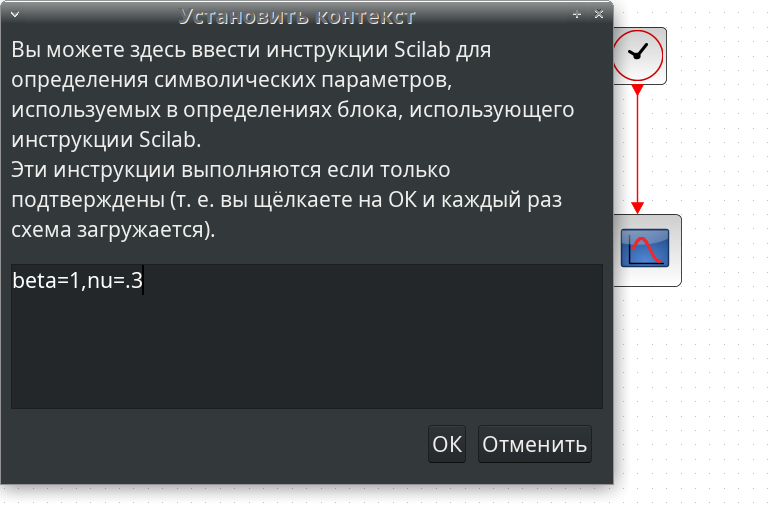 Установить контекст
Вы можете здесь ввести инструкции Scilab для
определения символических параметров,
используемых в определениях блока, использующего
инструкции Scilab.
Эти инструкции выполняются если только
подтверждены (т. е. вы щёлкаете на ОК и каждый раз
схема загружается).
beta=1,nu=.3
ОК Отменить